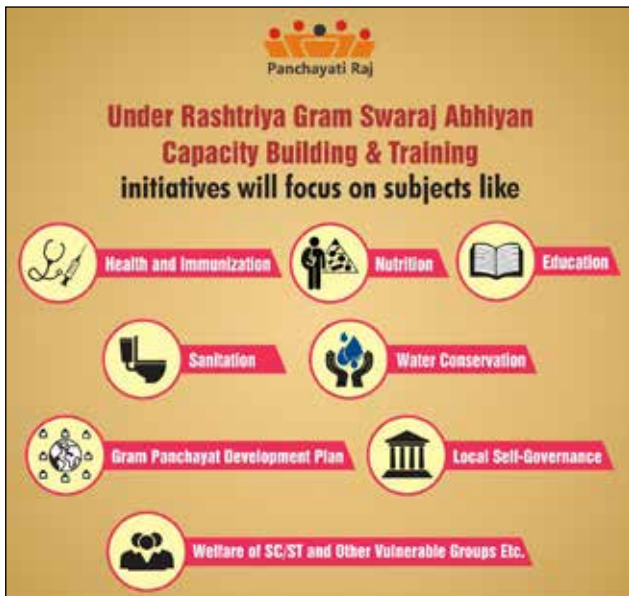 Panchayati Raj
Under Rashtriya Gram Swaraj Abhiyan
Capacity Building & Training
initiatives will focus on subjects like
Health and Immunization
Nutrition
Education
Sanitation
Water Conservation
Gram Panchayat Development Plan
Local Self-Governance
Welfare of SC/ST and Other Vulnerable Groups Etc.